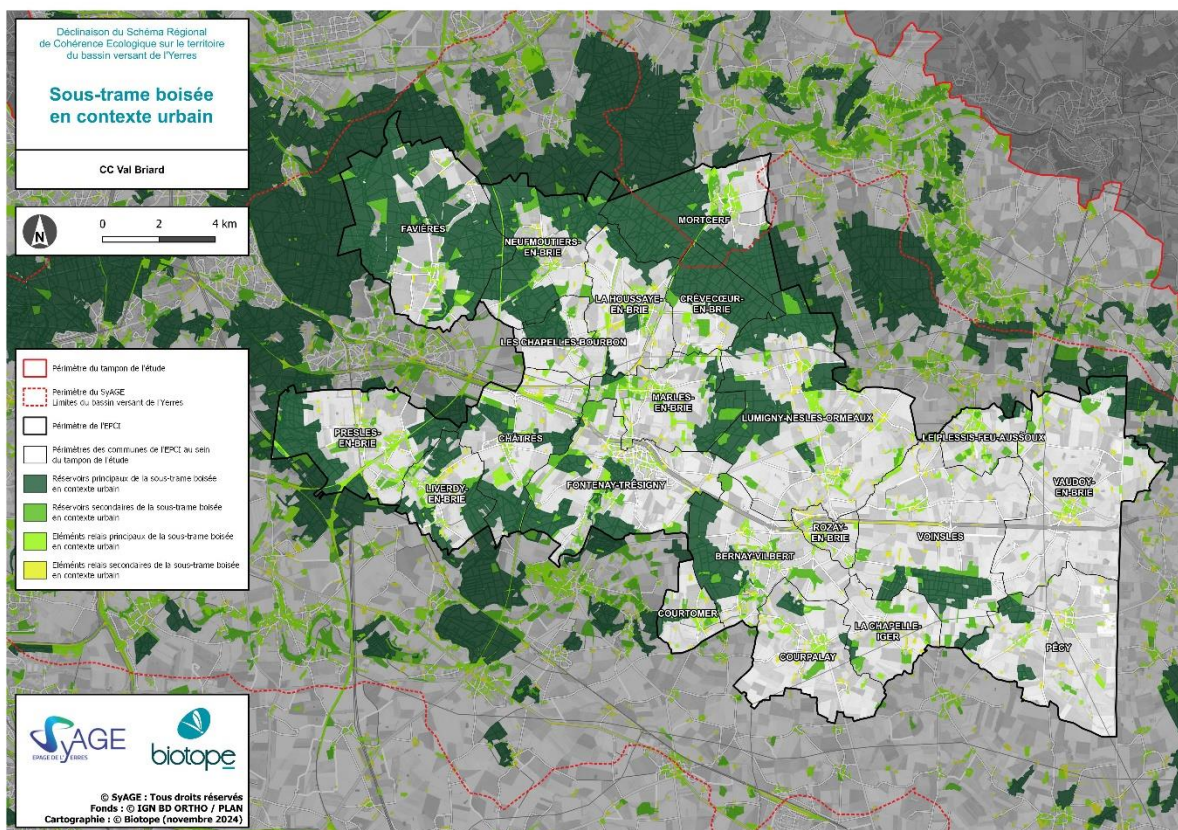 Déclinaison du Schéma Régional
de Cohérence Ecologique sur le territoire
du bassin versant de l'Yerres
Sous-trame boisée
en contexte urbain
CC Val Briard
N
0 2 4 km
Périmètre du tampon de l'étude
Perimètre du SyAGE
Limites du bassin versant de l'Yerres
Périmètre de l'EPCI
Périmètres des communes de l'EPCI au sein
du tampon de l'étude
Réservoirs principaux de la sous-trame boisée
en contexte urbain
Réservoirs secondaires de la sous-trame boisée
en contexte urbain
Eléments relais principaux de la sous-trame boisée
en contexte urbain
Eléments relais secondaires de la sous-trame boisée
en contexte urbain
FAVIÈRES
NEUFMOUTIERS-
EN-BRIE
MORTCERF
LA HOUSSAYE-
EN-BRIE
CRÈVECŒUR-
EN-BRIE
LES CHAPELLES-BOURBON
MARLES-
EN-BRIE
LUMIGNY-NESLES-ORMEAUX
PRESLES-
EN-BRIE
CHÂTRES
LE PLESSIS-FEU-AUSSOUX
LIVERDY-
EN-BRIE
FONTENAY-TRÉSIGNY
VAUDOY-
EN-BRIE
ROZAY-
EN-BRIE
VOINSLES
BERNAY-VILBERT
COURTOMER
LA CHAPELLE-
IGER
COURPALAY
PÉCY
SyAGE
EPAGE DE L'YERRES
biotope
© SyAGE : Tous droits réservés
Fonds : © IGN BD ORTHO / PLAN
Cartographie : © Biotope (novembre 2024)